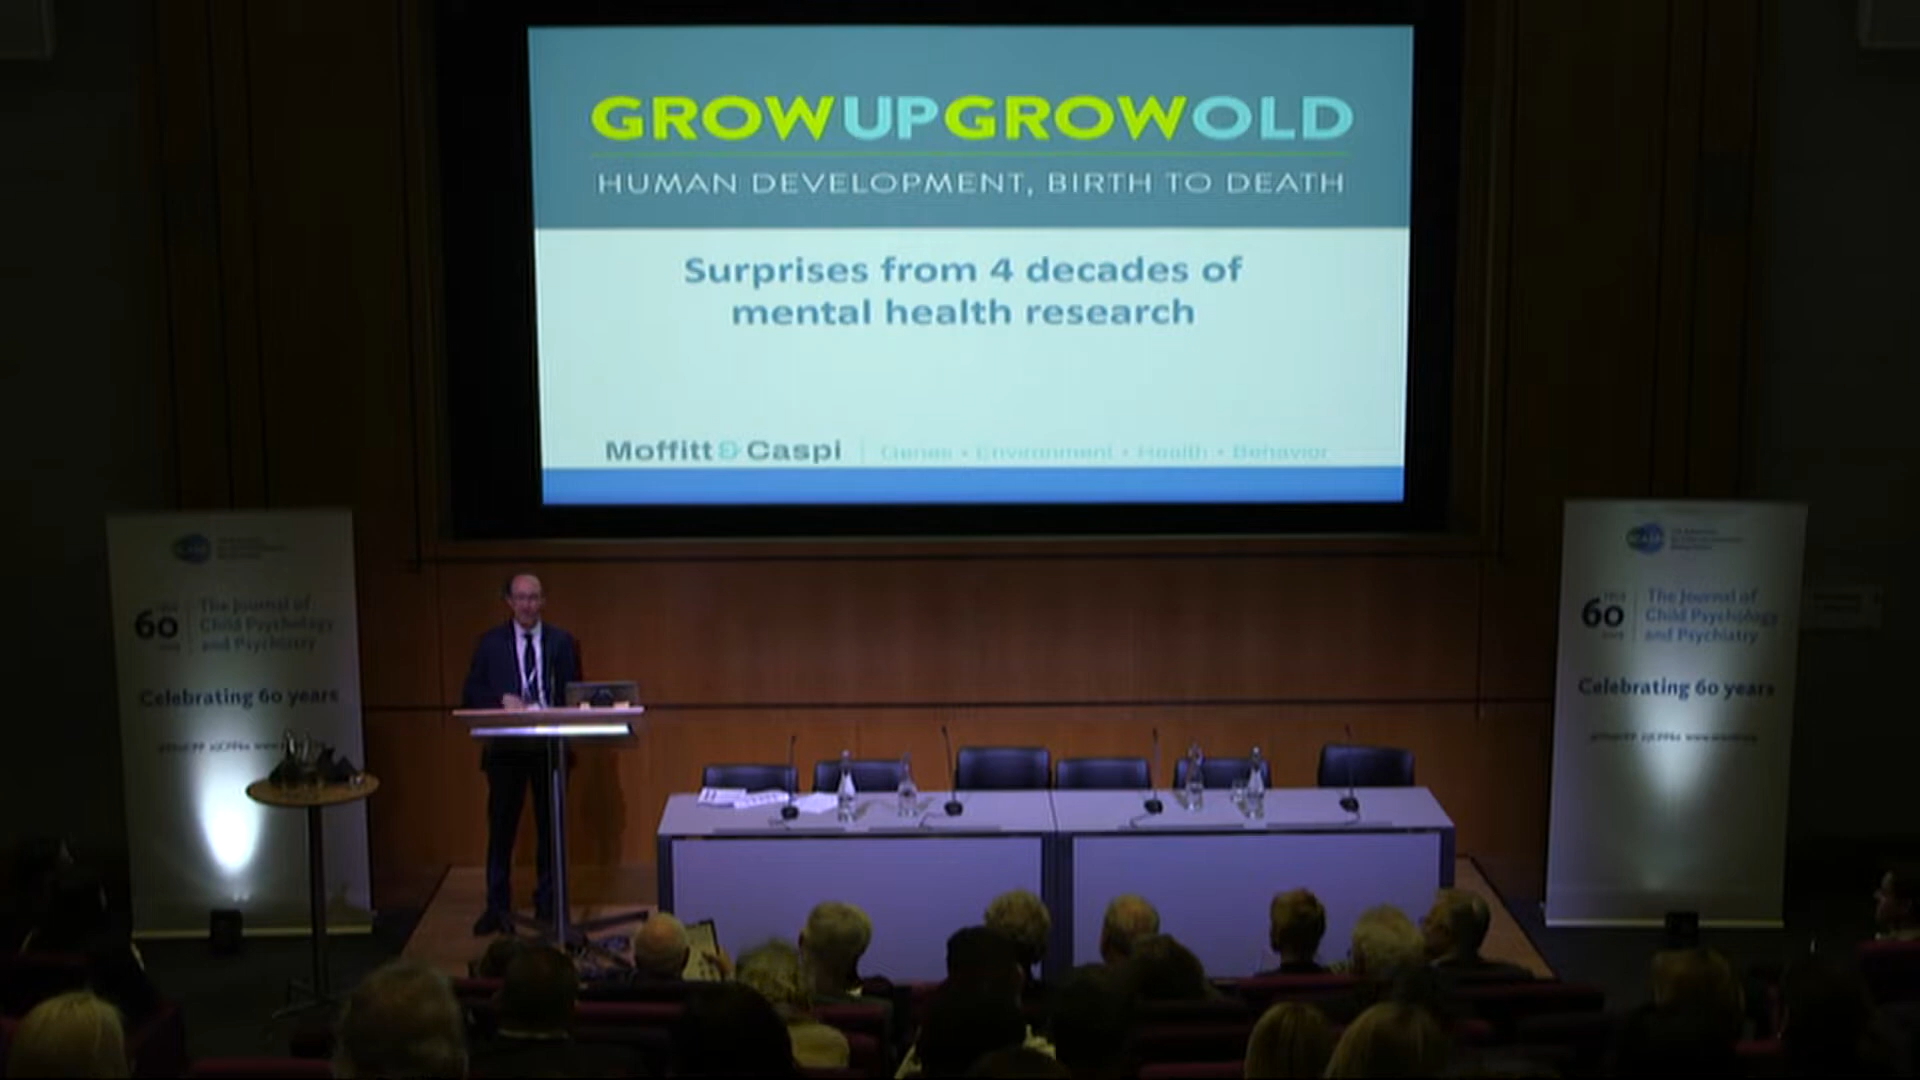 GROWUPGROWOLD
HUMAN DEVELOPMENT, BIRTH TO DEATH
Surprises from 4 decades of
mental health research
Moffitt & Caspi | Genes • Environment • Health • Behavior
60
The Journal of
Child Psychology
and Psychiatry
Celebrating 60 years
60
The Journal of
Child Psychology
and Psychiatry
Celebrating 60 years